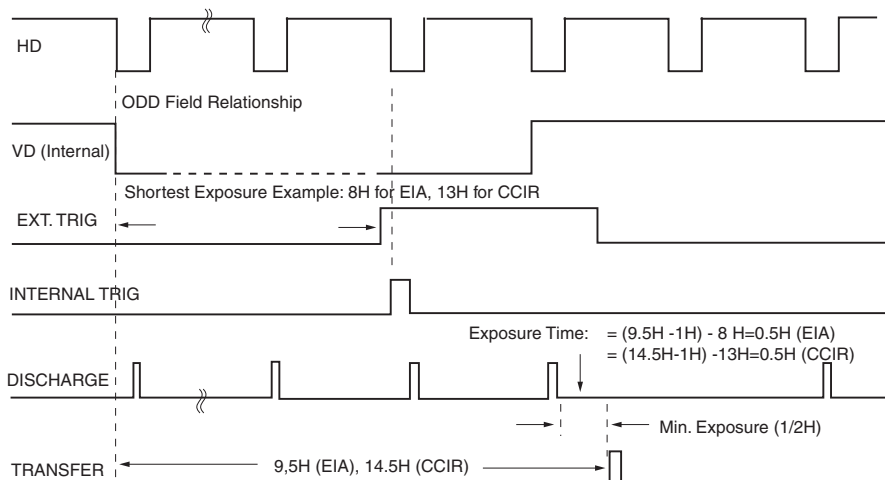 HD
ODD Field Relationship
VD (Internal)
Shortest Exposure Example: 8H for EIA, 13H for CCIR
EXT. TRIG
INTERNAL TRIG
Exposure Time: = (9.5H -1H) - 8 H=0.5H (EIA)
= (14.5H-1H) -13H=0.5H (CCIR)
DISCHARGE
Min. Exposure (1/2H)
9,5H (EIA), 14.5H (CCIR)
TRANSFER